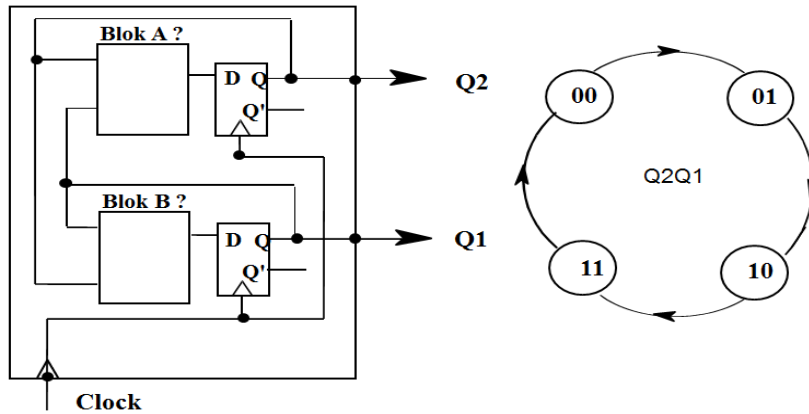 Blok A ?
D Q
Q'
Q2
Blok B ?
D Q
Q'
Q1
Clock
00
01
Q2Q1
11
10